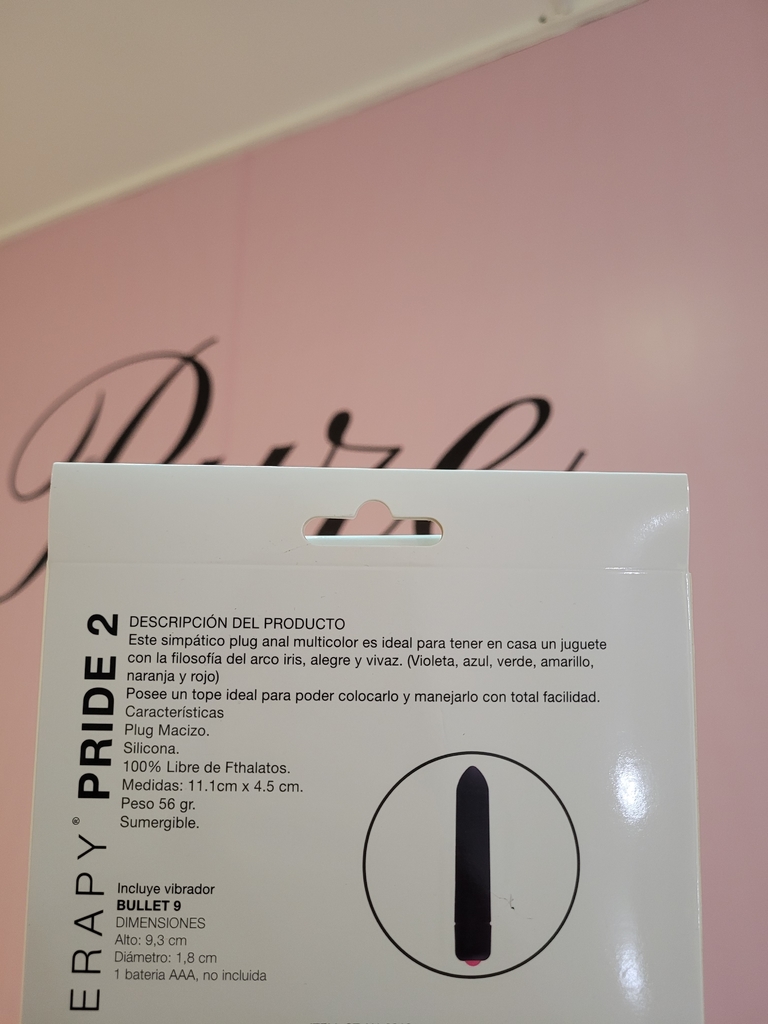 Pure
PRIDE 2
ERAPY®
DESCRIPCIÓN DEL PRODUCTO
Este simpático plug anal multicolor es ideal para tener en casa un juguete
con la filosofía del arco iris, alegre y vivaz. (Violeta, azul, verde, amarillo,
naranja y rojo)
Posee un tope ideal para poder colocarlo y manejarlo con total facilidad.
Características
Plug Macizo.
Silicona.
100% Libre de Fthalatos.
Medidas: 11.1cm x 4.5 cm.
Peso 56 gr.
Sumergible.
Incluye vibrador
BULLET 9
DIMENSIONES
Alto: 9,3 cm
Diámetro: 1,8 cm
1 bateria AAA, no incluida